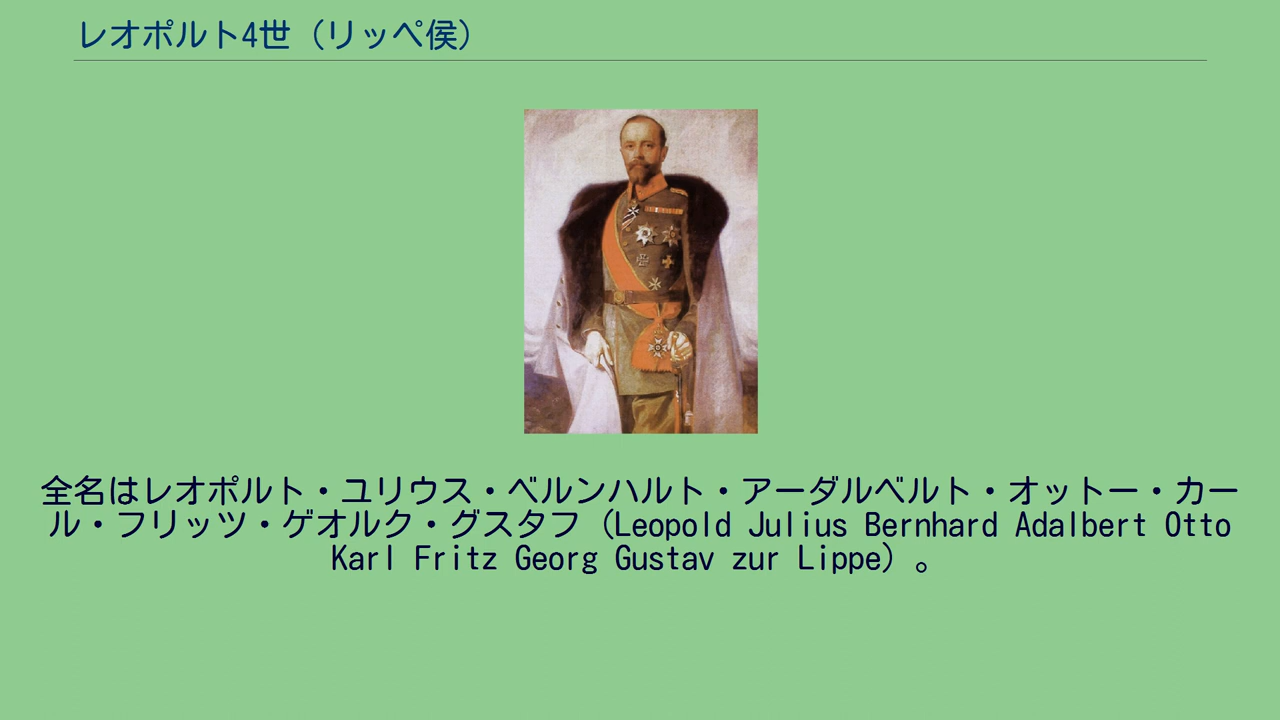 レオポルト4世（リッペ侯）
全名はレオポルト・ユリウス・ベルンハルト・アーダルベルト・オットー・カー
ル・フリッツ・ゲオルク・グスタフ（Leopold Julius Bernhard Adalbert Otto
Karl Fritz Georg Gustav zur Lippe）。